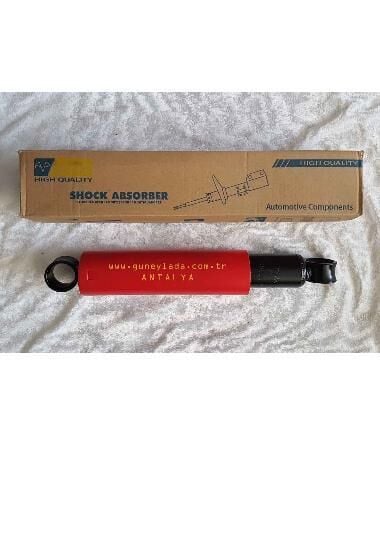 HIGH QUALITY
SHOCK ABSORBER
HIGH QUALITY
Automotive Components
www.guneylada.com.tr
ANTALYA